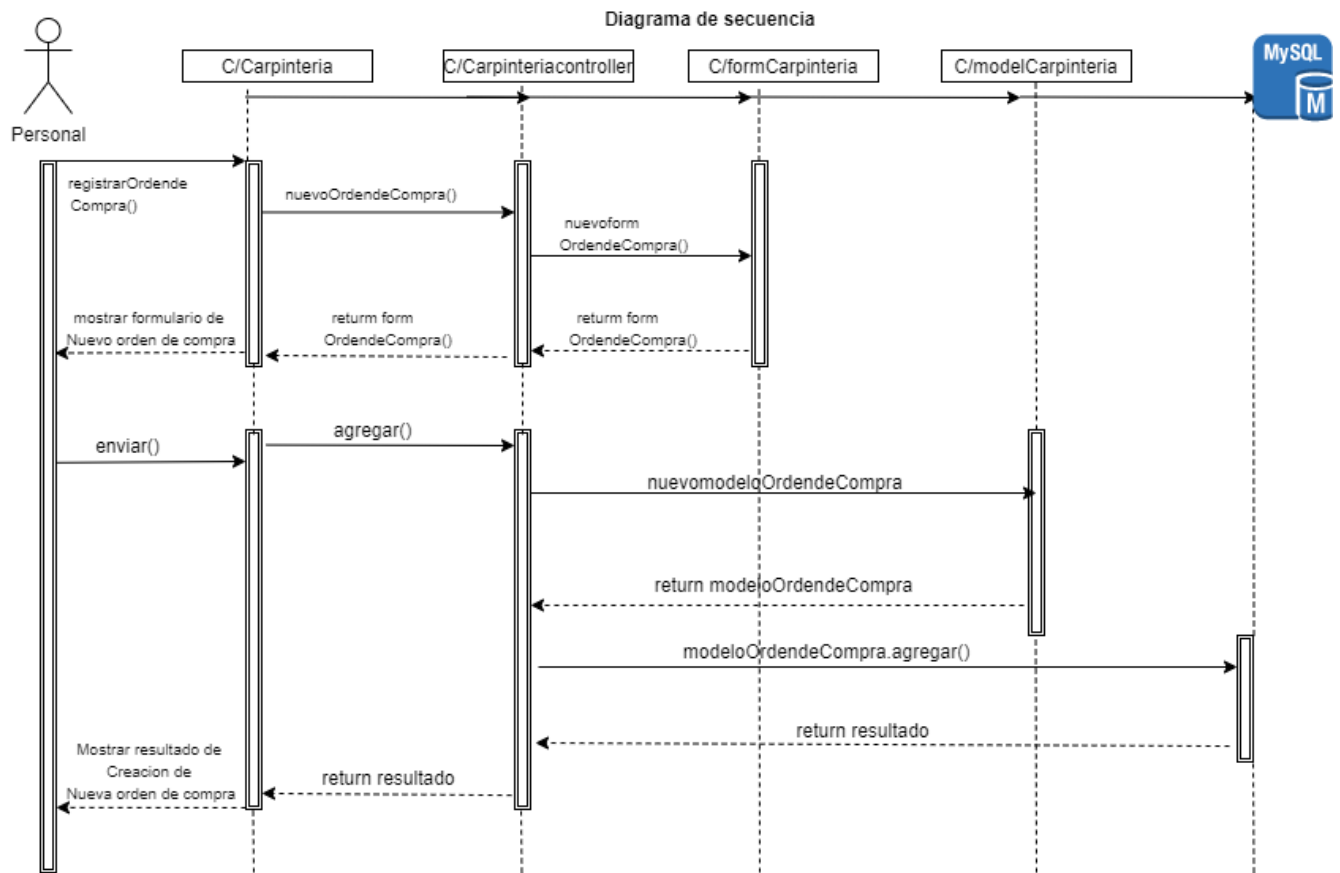 Diagrama de secuencia
C/Carpinteria
C/Carpinteriacontroller
C/formCarpinteria
C/modelCarpinteria
MySQL
M
Personal
registrarOrdende
Compra()
nuevoOrdendeCompra()
nuevoform
OrdendeCompra()
mostrar formulario de
Nuevo orden de compra
returm form
OrdendeCompra()
returm form
OrdendeCompra()
enviar()
agregar()
nuevomodeloOrdendeCompra
return modeloOrdendeCompra
modeloOrdendeCompra.agregar()
return resultado
Mostrar resultado de
Creacion de
Nueva orden de compra
return resultado